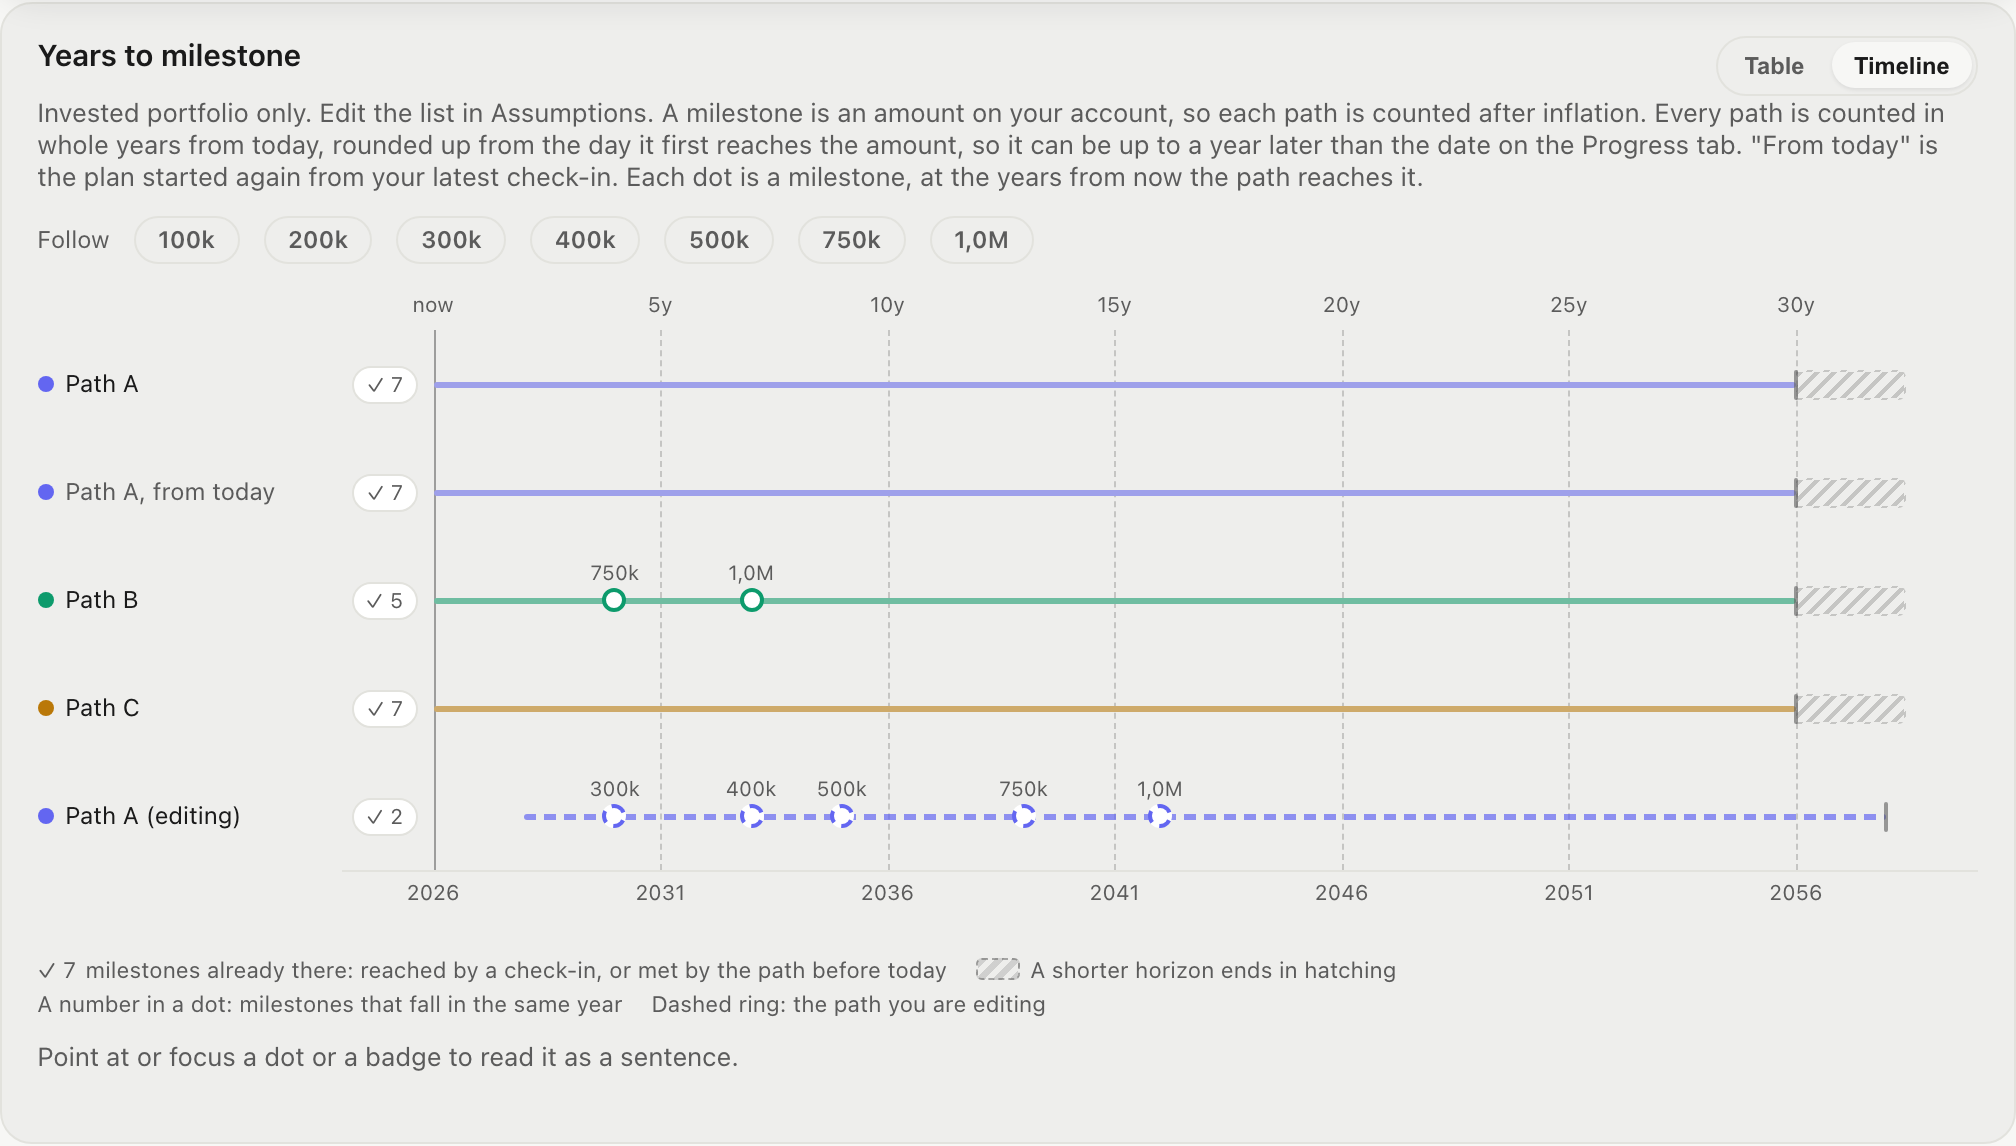 Years to milestone
Table
Timeline
Invested portfolio only. Edit the list in Assumptions. A milestone is an amount on your account, so each path is counted after inflation. Every path is counted in
whole years from today, rounded up from the day it first reaches the amount, so it can be up to a year later than the date on the Progress tab. "From today" is
the plan started again from your latest check-in. Each dot is a milestone, at the years from now the path reaches it.
Follow 100k 200k 300k 400k 500k 750k 1,0M
now 5y 10y 15y 20y 25y 30y
Path A ✓ 7
Path A, from today ✓ 7
750k 1,0M
Path B ✓ 5
Path C ✓ 7
300k 400k 500k 750k 1,0M
Path A (editing) ✓ 2
2026 2031 2036 2041 2046 2051 2056
✓ 7 milestones already there: reached by a check-in, or met by the path before today A shorter horizon ends in hatching
A number in a dot: milestones that fall in the same year Dashed ring: the path you are editing
Point at or focus a dot or a badge to read it as a sentence.